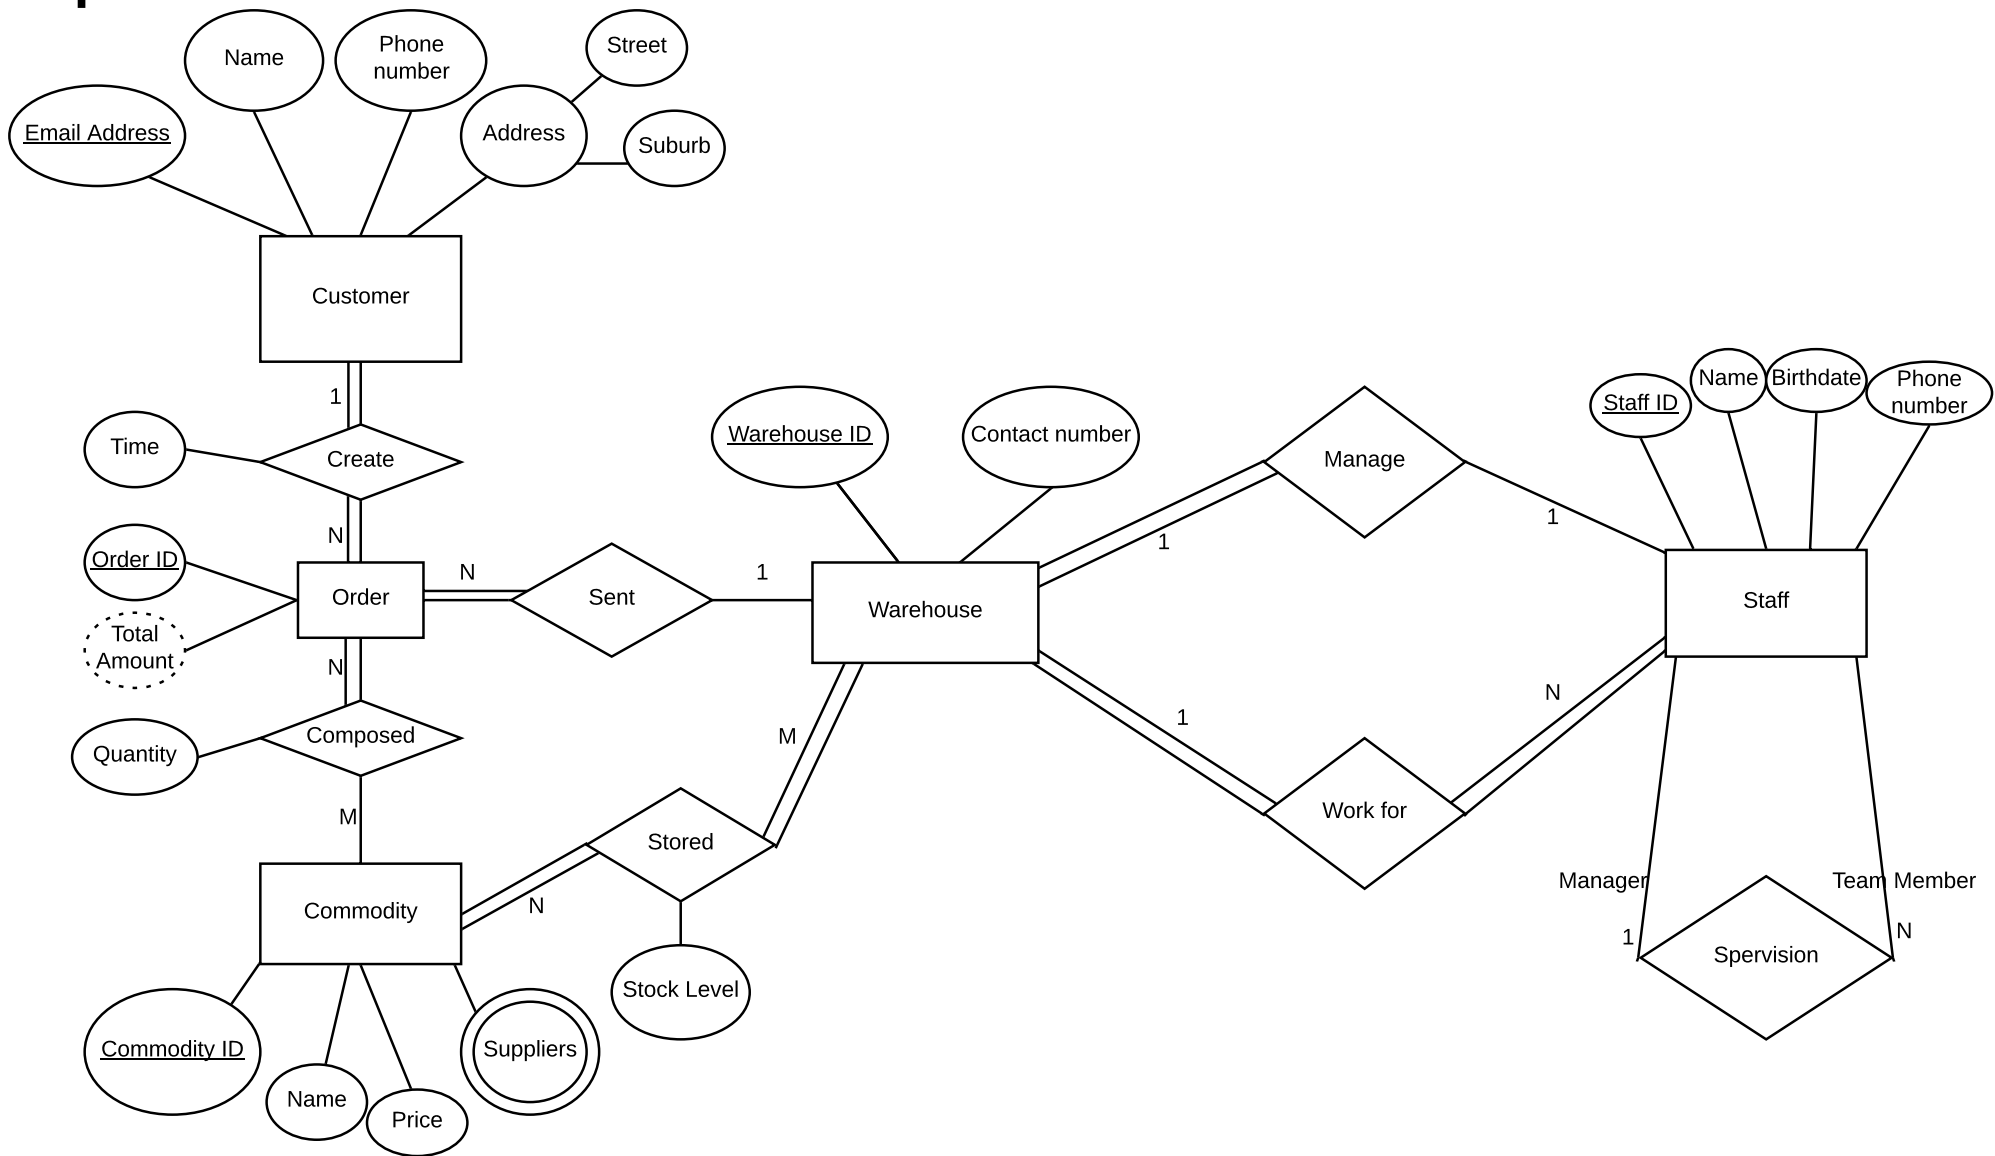 Name
Phone
number
Street
Email Address
Address
Suburb
Customer
1
Time
Create
N
Order ID
Total
Amount
Order
N
Sent
1
N
Quantity
Composed
M
Commodity
Commodity ID
Name
Price
Suppliers
Warehouse ID
Contact number
Warehouse
M
Stored
N
Stock Level
Manage
1
1
1
Work for
N
Staff ID
Name
Birthdate
Phone
number
Staff
Manager
Team Member
1
N
Spervision